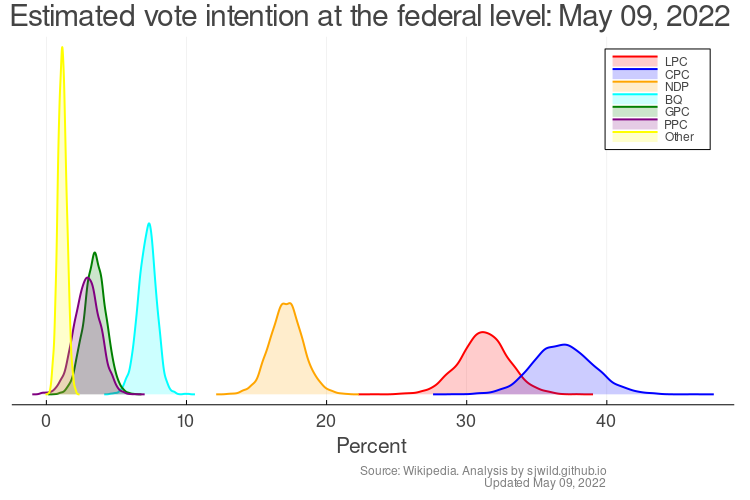 Estimated vote intention at the federal level: May 09, 2022
LPC
CPC
NDP
BQ
GPC
PPC
Other
0 10 20 30 40
Percent
Source: Wikipedia. Analysis by sjwild.github.io
Updated May 09, 2022